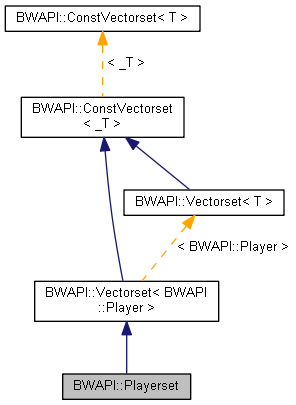 BWAPI::ConstVectorset< T >
< _T >
BWAPI::ConstVectorset
< _T >
BWAPI::Vectorset< T >
< BWAPI::Player >
BWAPI::Vectorset< BWAPI
::Player >
BWAPI::Playerset